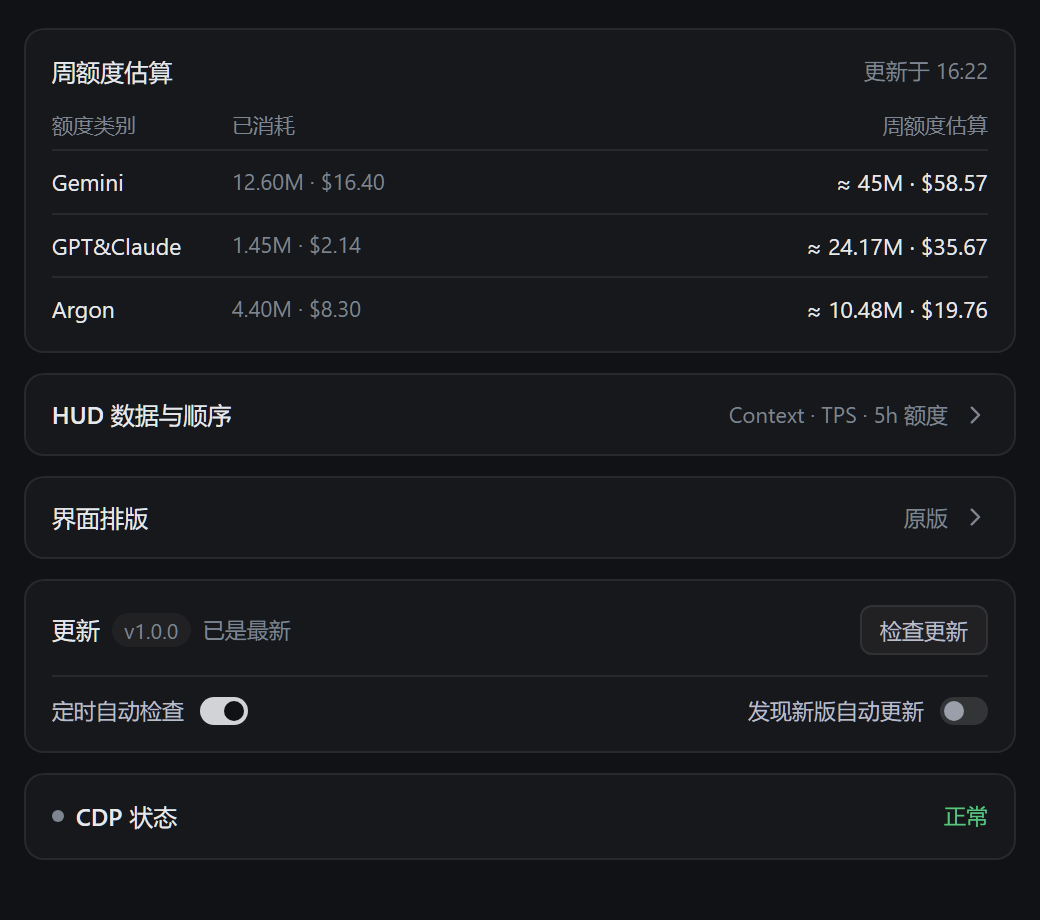 周额度估算 更新于 16:22
额度类别 已消耗 周额度估算
Gemini 12.60M · $16.40 ≈ 45M · $58.57
GPT&Claude 1.45M · $2.14 ≈ 24.17M · $35.67
Argon 4.40M · $8.30 ≈ 10.48M · $19.76
HUD 数据与顺序 Context · TPS · 5h 额度
界面排版 原版
更新 v1.0.0 已是最新 检查更新
定时自动检查 发现新版自动更新
CDP 状态 正常